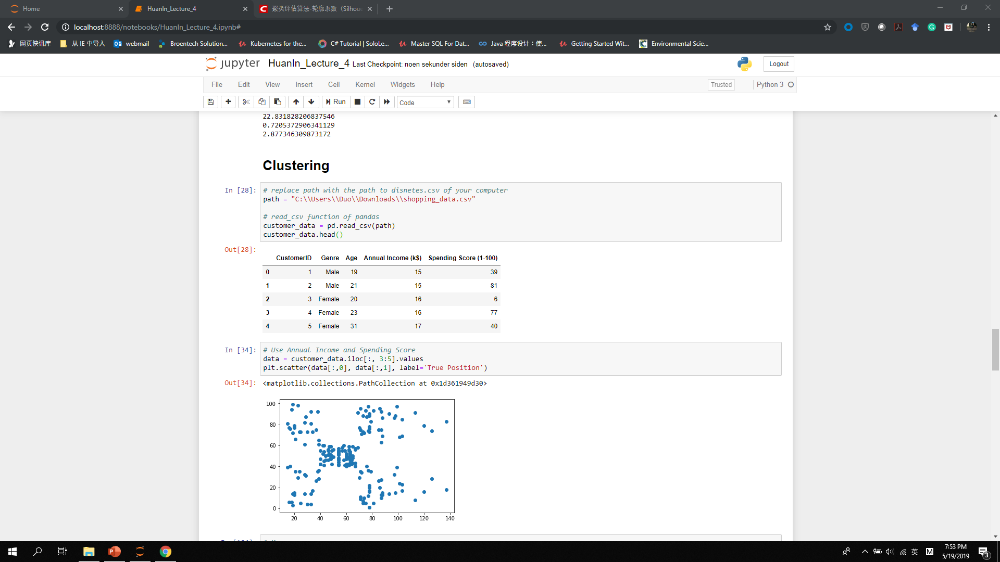 Home
HuanIn_Lecture_4
聚类评估算法-轮廓系数（Silhoue
localhost:8888/notebooks/HuanIn_Lecture_4.ipynb#
网页快讯库
从 IE 中导入
webmail
Broentech Solution...
Kubernetes for the...
C# Tutorial | SoloLe...
Master SQL For Dat...
Java 程序设计：使...
Getting Started Wit...
Environmental Scie...
jupyter HuanIn_Lecture_4 Last Checkpoint: noen sekunder siden (autosaved)
Logout
File Edit View Insert Cell Kernel Widgets Help
Trusted
Python 3
Run
Code
22.831828206837546
0.7205372906341129
2.877346309873172
Clustering
In [28]:
# replace path with the path to disnetes.csv of your computer
path = "C:\\Users\\Duo\\Downloads\\shopping_data.csv"
# read_csv function of pandas
customer_data = pd.read_csv(path)
customer_data.head()
Out[28]:
CustomerID Genre Age Annual Income (k$) Spending Score (1-100)
0 1 Male 19 15 39
1 2 Male 21 15 81
2 3 Female 20 16 6
3 4 Female 23 16 77
4 5 Female 31 17 40
In [34]:
# Use Annual Income and Spending Score
data = customer_data.iloc[:, 3:5].values
plt.scatter(data[:,0], data[:,1], label='True Position')
Out[34]: <matplotlib.collections.PathCollection at 0x1d361949d30>
100
80
60
40
20
0
20 40 60 80 100 120 140
英
M
7:53 PM
5/19/2019
3